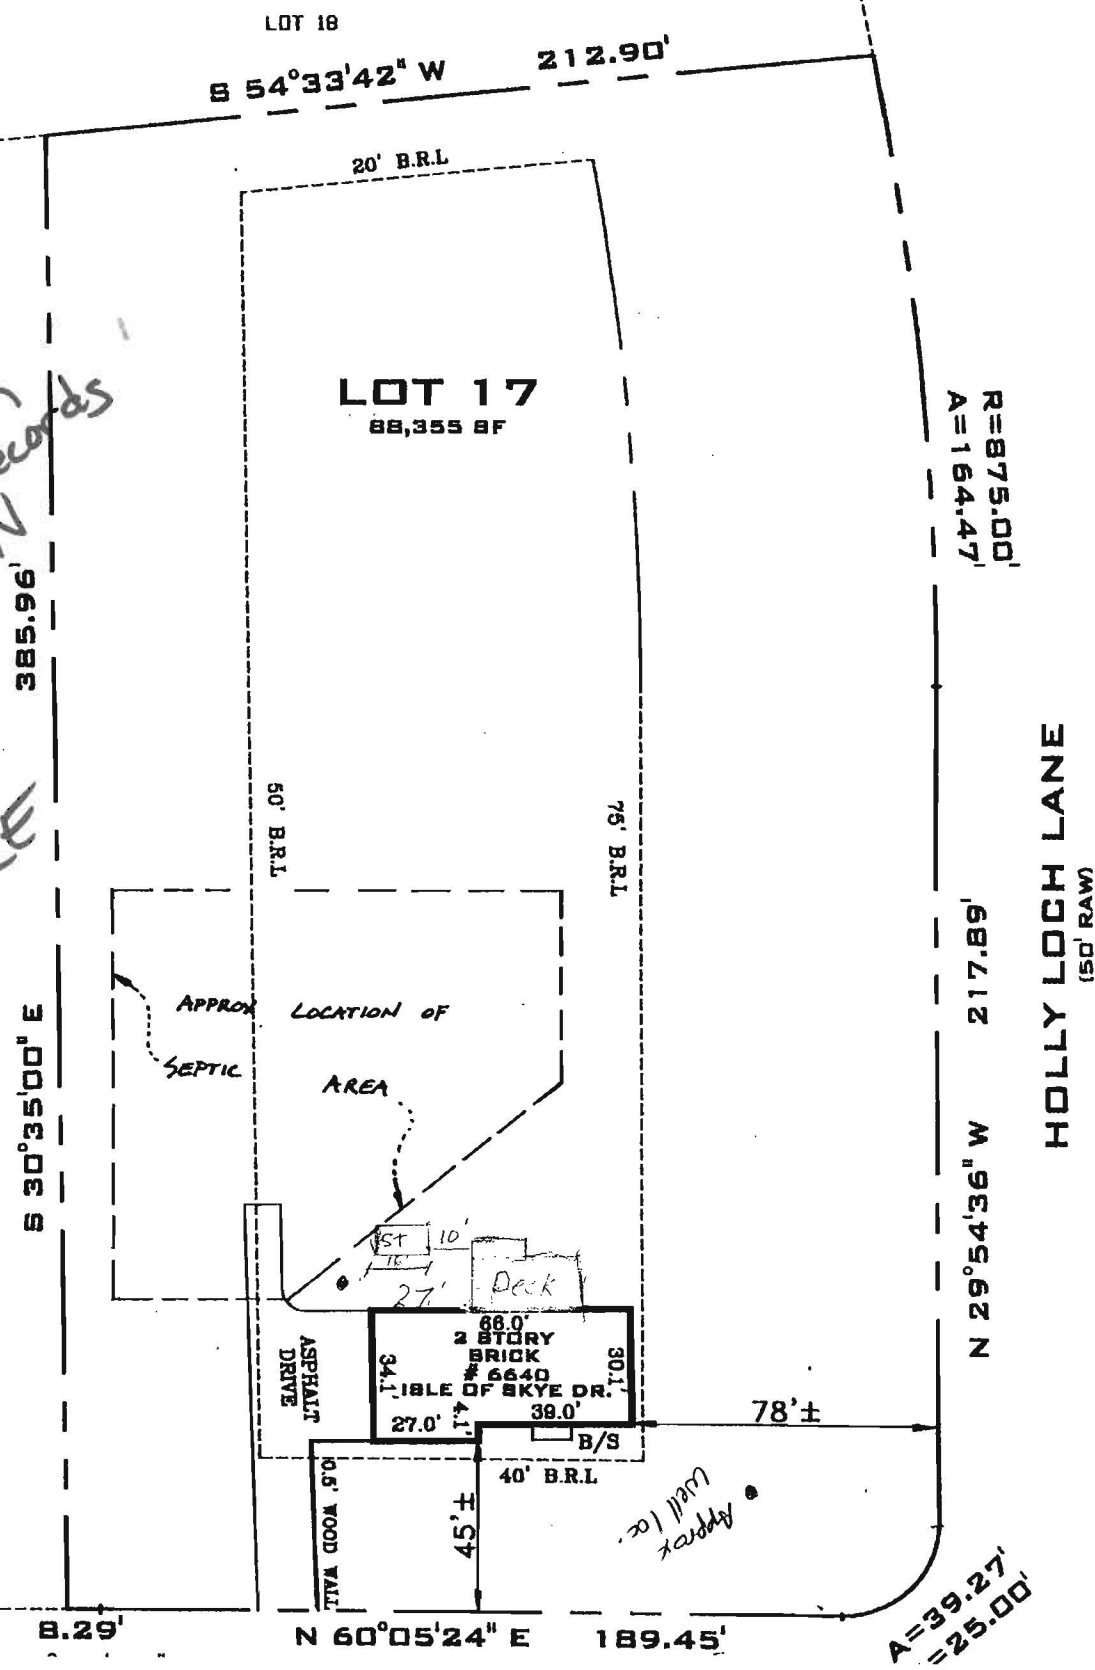 LOT 18
S 54°33'42" W 212.90'
20' B.R.L
LOT 17
88,355 SF
R=875.00'
A=164.47'
385.96'
50' B.R.L
75' B.R.L
HOLLY LOCH LANE
(50' RAW)
217.89'
N 29°54'36" W
S 30°35'00" E
APPROX LOCATION OF
SEPTIC
AREA
ST
10'
27'
Deck
66.0'
2 STORY
BRICK
# 6640
ISLE OF SKYE DR.
34.1'
30.1'
27.0'
4.1'
39.0'
B/S
ASPHALT
DRIVE
78'±
40' B.R.L
0.5' WOOD WALL
45'±
Approx
Well loc.
8.29'
N 60°05'24" E 189.45'
A=39.27'
=25.00'